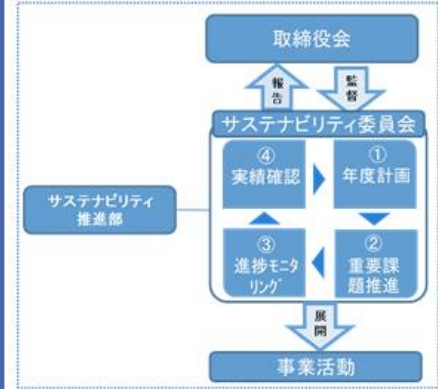 取締役会
報告
監督
サステナビリティ委員会
④
実績確認
①
年度計画
サステナビリティ
推進部
③
進捗モニタ
リング
②
重要課
題推進
展開
事業活動